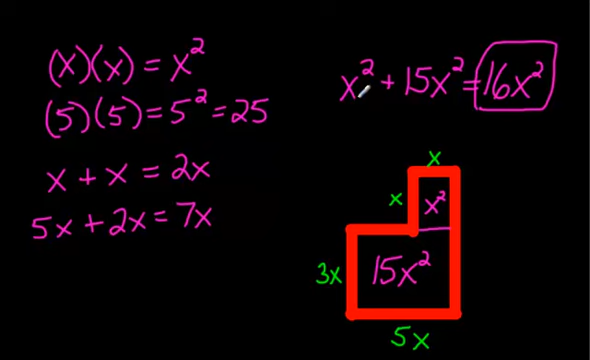 (x)(x) = x²
(5)(5) = 5² = 25
x + x = 2x
5x + 2x = 7x
x² + 15x² = 16x²
x
x
x²
3x
15x²
5x